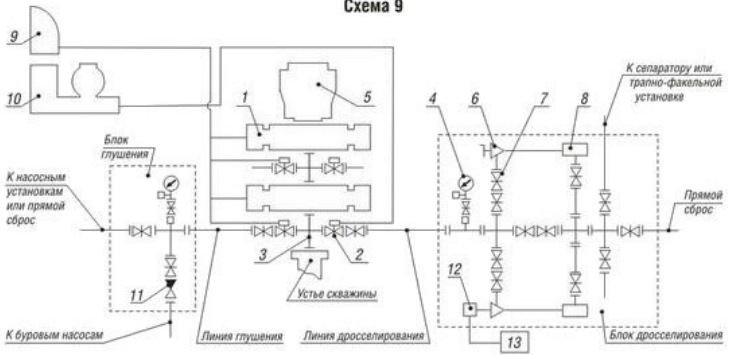 Схема 9
9
10
1
5
4
6
7
8
К сепаратору или
трапно-факельной
установке
Блок
глушения
К насосным
установкам
или прямой
сброс
Прямой
сброс
3
2
11
12
13
Устье скважины
К буровым насосам
Линия глушения
Линия дросселирования
Блок дросселирования